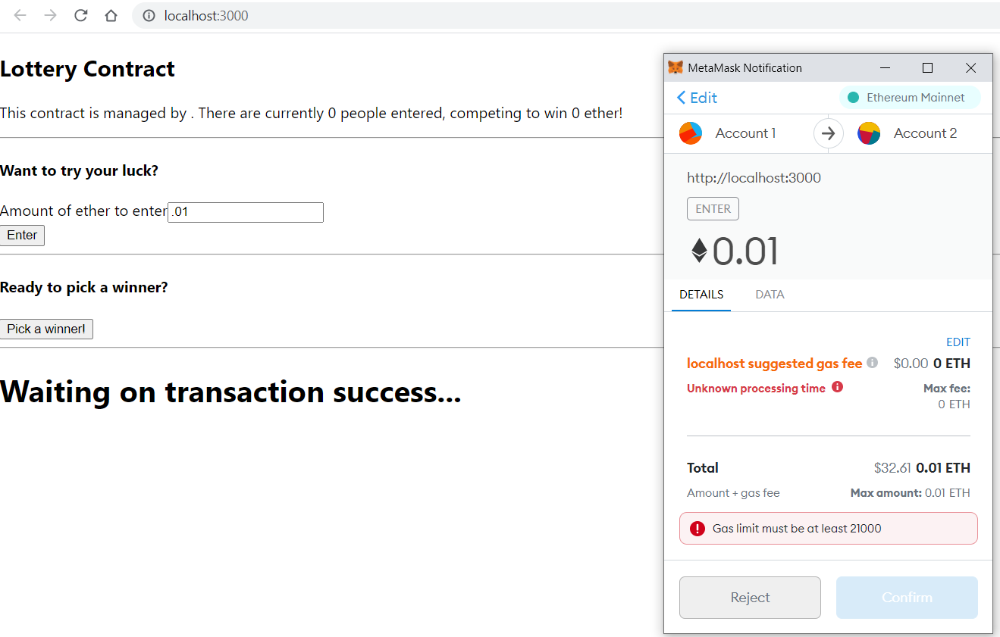 localhost:3000
Lottery Contract
This contract is managed by . There are currently 0 people entered, competing to win 0 ether!
Want to try your luck?
Amount of ether to enter .01
Enter
Ready to pick a winner?
Pick a winner!
Waiting on transaction success...
MetaMask Notification
Edit
Ethereum Mainnet
Account 1
Account 2
http://localhost:3000
ENTER
0.01
DETAILS DATA
EDIT
localhost suggested gas fee $0.00 0 ETH
Unknown processing time Max fee:
0 ETH
Total $32.61 0.01 ETH
Amount + gas fee Max amount: 0.01 ETH
Gas limit must be at least 21000
Reject Confirm